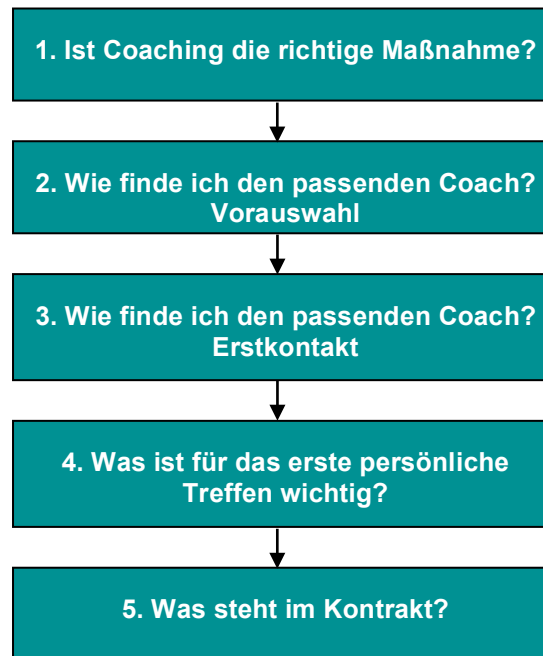 1. Ist Coaching die richtige Maßnahme?
2. Wie finde ich den passenden Coach?
Vorauswahl
3. Wie finde ich den passenden Coach?
Erstkontakt
4. Was ist für das erste persönliche
Treffen wichtig?
5. Was steht im Kontrakt?